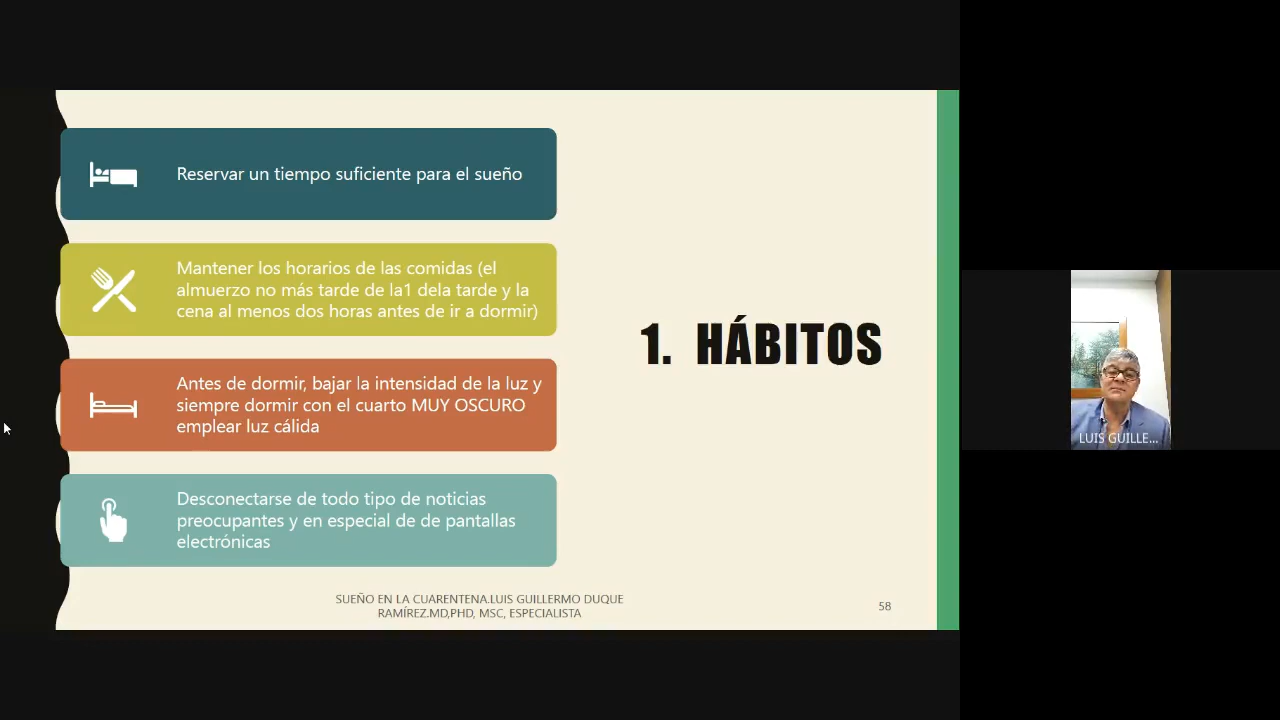 Reservar un tiempo suficiente para el sueño
Mantener los horarios de las comidas (el
almuerzo no más tarde de la1 dela tarde y la
cena al menos dos horas antes de ir a dormir)
Antes de dormir, bajar la intensidad de la luz y
siempre dormir con el cuarto MUY OSCURO
emplear luz cálida
Desconectarse de todo tipo de noticias
preocupantes y en especial de de pantallas
electrónicas
1. HÁBITOS
SUEÑO EN LA CUARENTENA.LUIS GUILLERMO DUQUE
RAMÍREZ.MD,PHD, MSC, ESPECIALISTA
58
LUIS GUILLE...